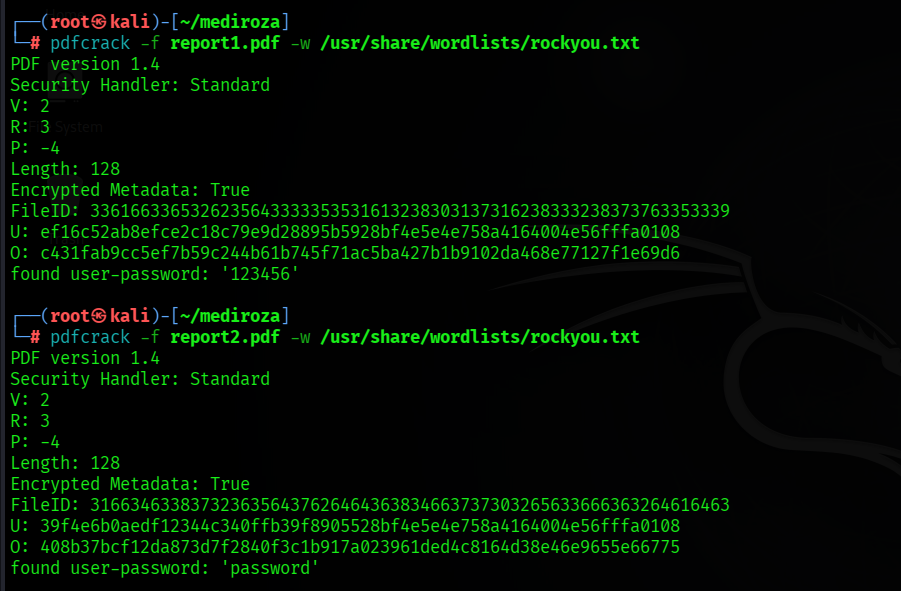 ┌──(root㉿kali)-[~/mediroza]
└─# pdfcrack -f report1.pdf -w /usr/share/wordlists/rockyou.txt
PDF version 1.4
Security Handler: Standard
V: 2
R: 3
P: -4
Length: 128
Encrypted Metadata: True
FileID: 3361663365326235643333353531613238303137316238333238373763353339
U: ef16c52ab8efce2c18c79e9d28895b5928bf4e5e4e758a4164004e56fffa0108
O: c431fab9cc5ef7b59c244b61b745f71ac5ba427b1b9102da468e77127f1e69d6
found user-password: '123456'
┌──(root㉿kali)-[~/mediroza]
└─# pdfcrack -f report2.pdf -w /usr/share/wordlists/rockyou.txt
PDF version 1.4
Security Handler: Standard
V: 2
R: 3
P: -4
Length: 128
Encrypted Metadata: True
FileID: 3166346338373236356437626464363834663737303265633666363264616463
U: 39f4e6b0aedf12344c340ffb39f8905528bf4e5e4e758a4164004e56fffa0108
O: 408b37bcf12da873d7f2840f3c1b917a023961ded4c8164d38e46e9655e66775
found user-password: 'password'